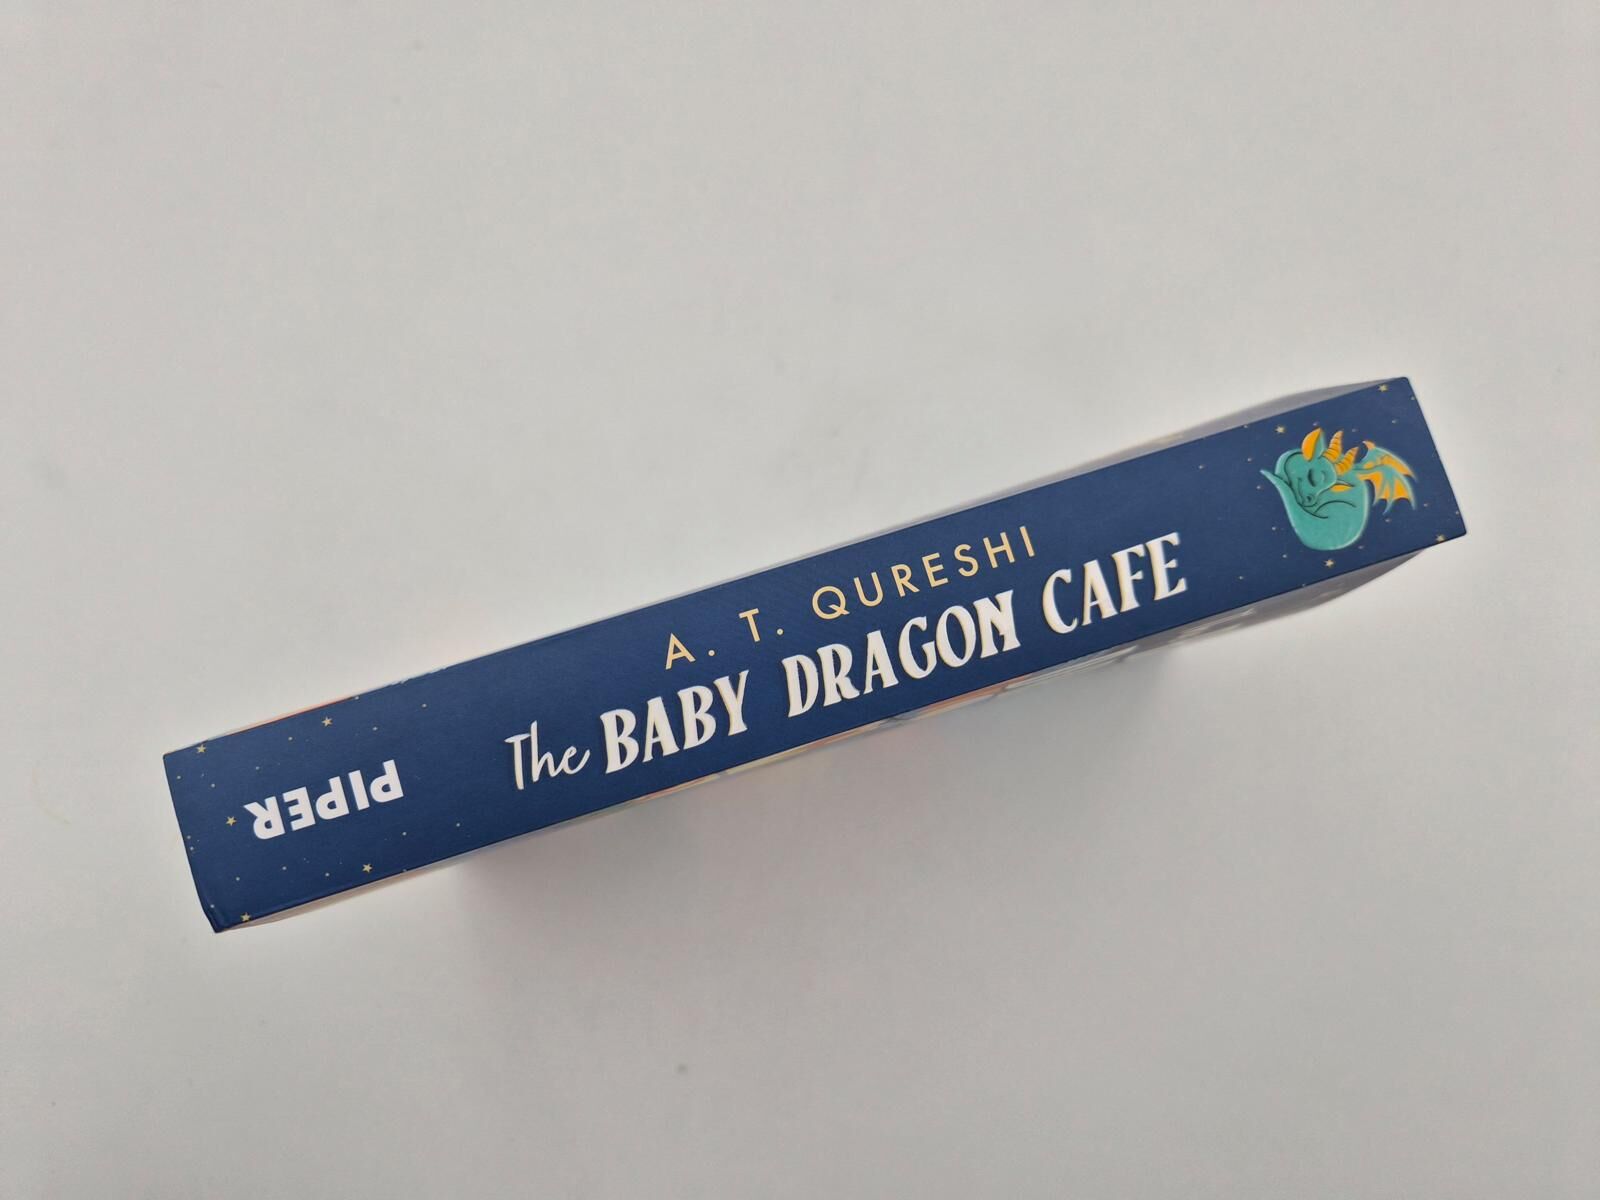 A. T. QURESHI
The BABY DRAGON CAFE
PIPER